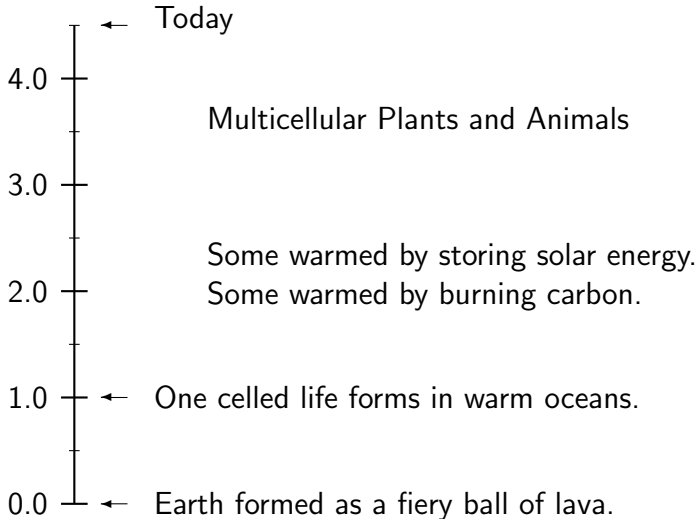 Today
4.0
Multicellular Plants and Animals
3.0
Some warmed by storing solar energy.
2.0 Some warmed by burning carbon.
1.0 One celled life forms in warm oceans.
0.0 Earth formed as a fiery ball of lava.